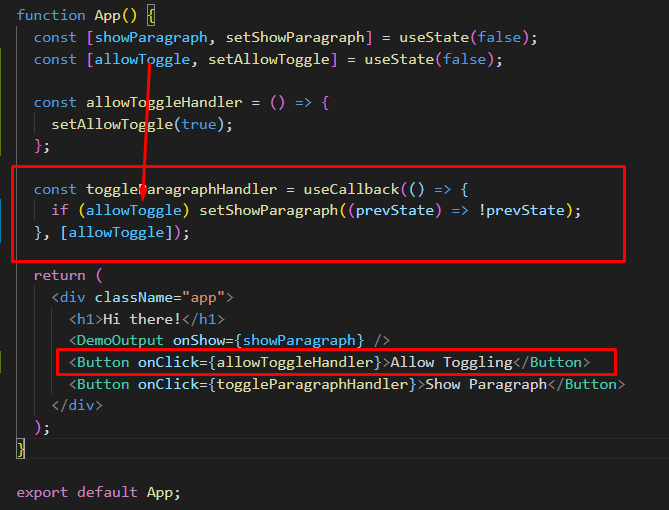 function App() {
const [showParagraph, setShowParagraph] = useState(false);
const [allowToggle, setAllowToggle] = useState(false);
const allowToggleHandler = () => {
setAllowToggle(true);
};
const toggleParagraphHandler = useCallback(() => {
if (allowToggle) setShowParagraph((prevState) => !prevState);
}, [allowToggle]);
return (
<div className="app">
<h1>Hi there!</h1>
<DemoOutput onShow={showParagraph} />
<Button onClick={allowToggleHandler}>Allow Toggling</Button>
<Button onClick={toggleParagraphHandler}>Show Paragraph</Button>
</div>
);
}
export default App;